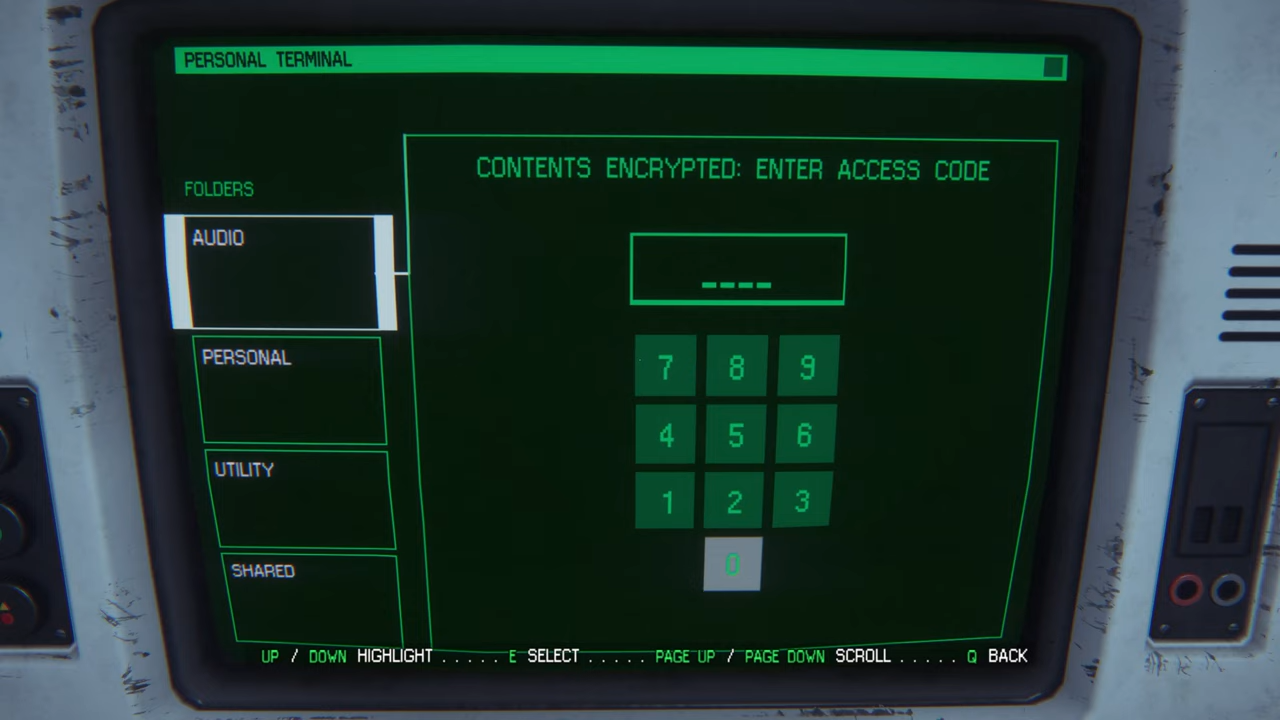 PERSONAL TERMINAL
CONTENTS ENCRYPTED: ENTER ACCESS CODE
FOLDERS
AUDIO
PERSONAL
UTILITY
SHARED
____
7 8 9
4 5 6
1 2 3
0
UP / DOWN HIGHLIGHT ..... E SELECT ..... PAGE UP / PAGE DOWN SCROLL ..... Q BACK